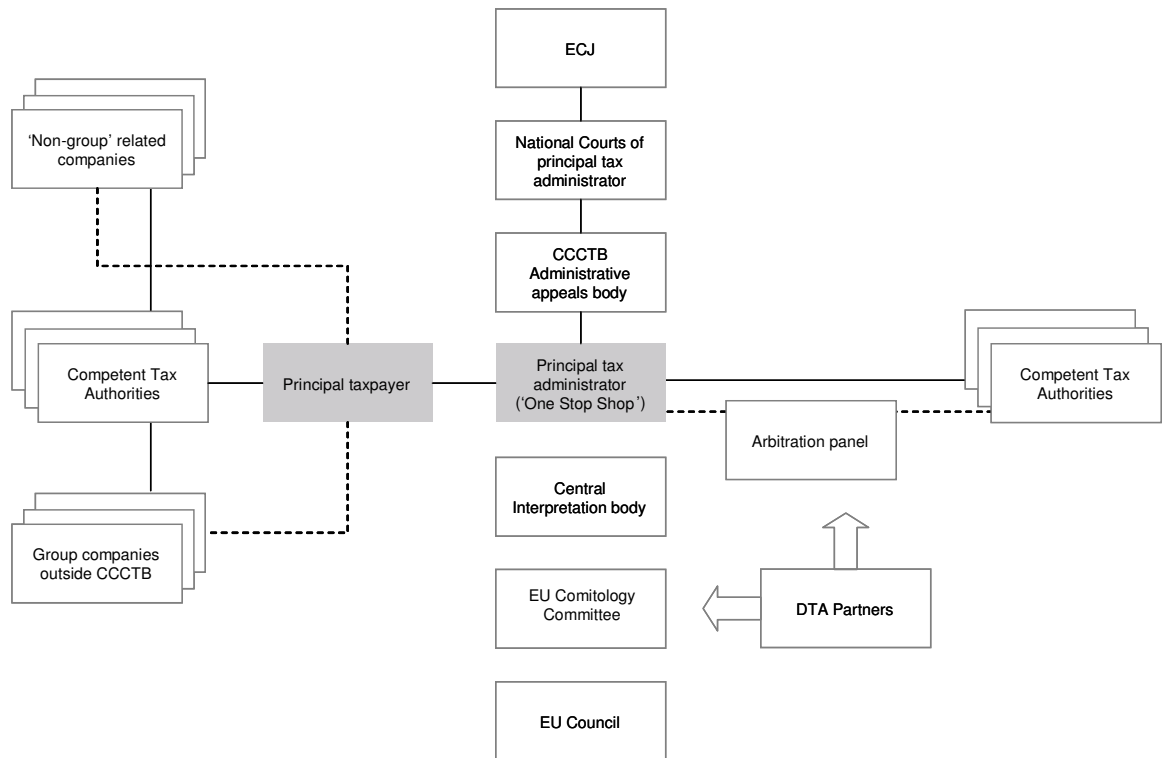 ECJ
‘Non-group’ related
companies
National Courts of
principal tax
administrator
CCCTB
Administrative
appeals body
Competent Tax
Authorities
Principal taxpayer
Principal tax
administrator
(‘One Stop Shop’)
Competent Tax
Authorities
Arbitration panel
Central
Interpretation body
Group companies
outside CCCTB
EU Comitology
Committee
DTA Partners
EU Council